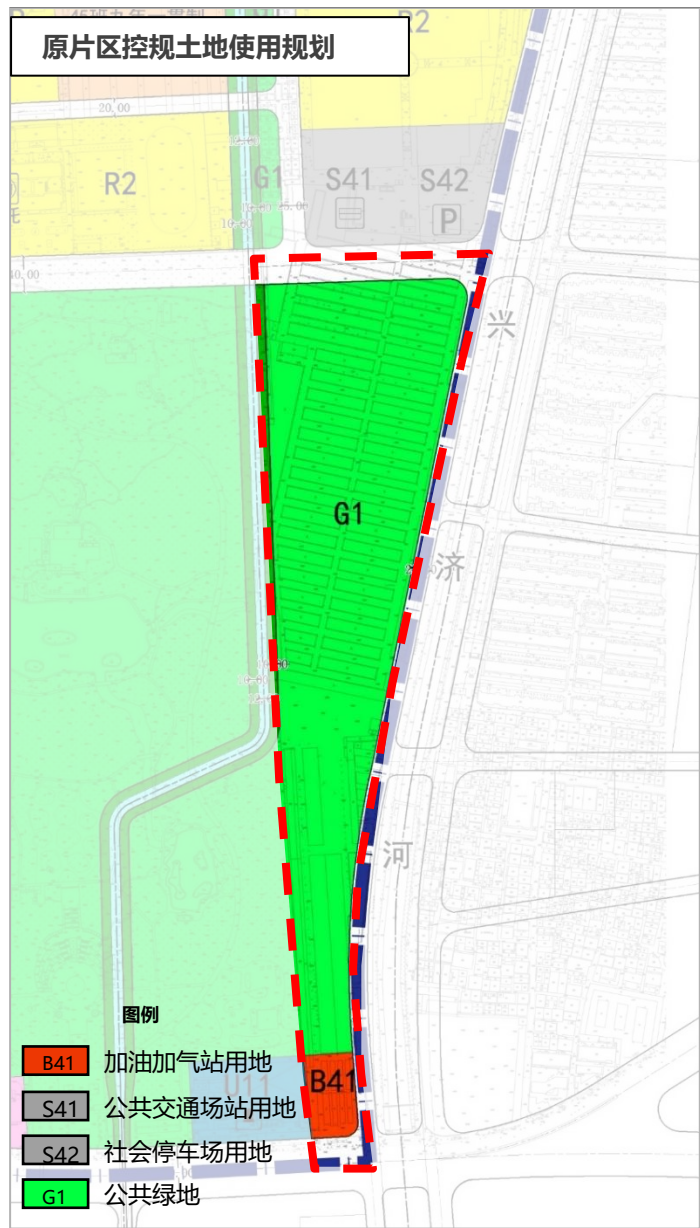 原片区控规土地使用规划
R2
20.00
R2
G1
S41
S42
P
40.00
兴
G1
济
河
图例
B41 加油加气站用地
U11
B41
S41 公共交通场站用地
S42 社会停车场用地
G1 公共绿地